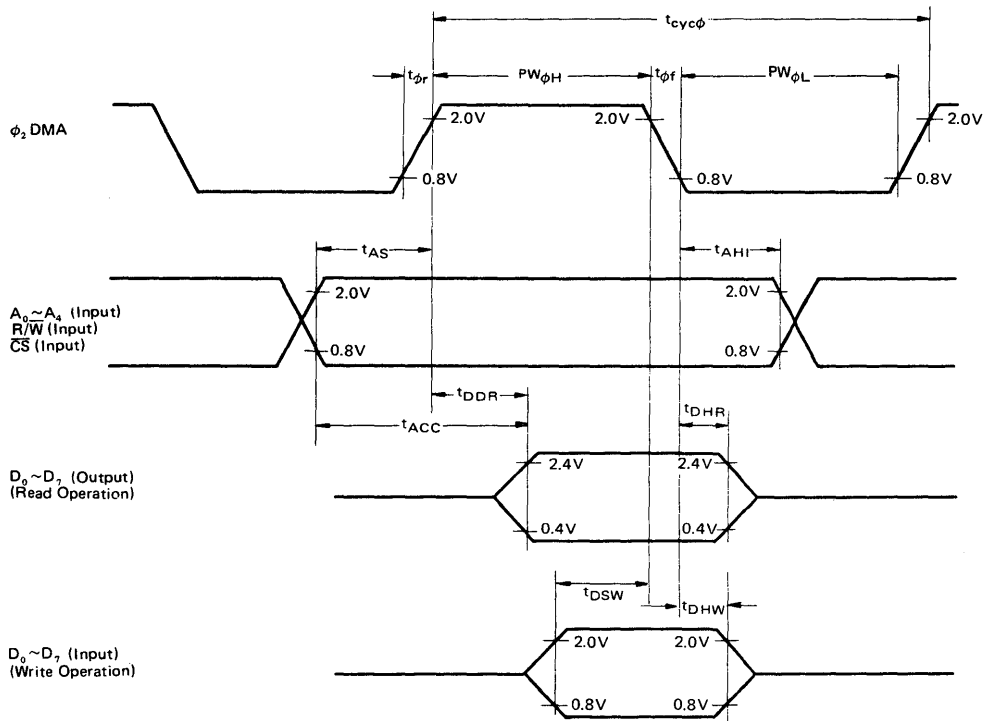 tcycφ
tφr
PWφH
tφf
PWφL
φ₂ DMA
2.0V
2.0V
2.0V
0.8V
0.8V
0.8V
tAS
tAHI
A₀~A₄ (Input)
R/W̅ (Input)
C̅S̅ (Input)
2.0V
2.0V
0.8V
0.8V
tDDR
tACC
tDHR
D₀~D₇ (Output)
(Read Operation)
2.4V
2.4V
0.4V
0.4V
tDSW
tDHW
D₀~D₇ (Input)
(Write Operation)
2.0V
2.0V
0.8V
0.8V